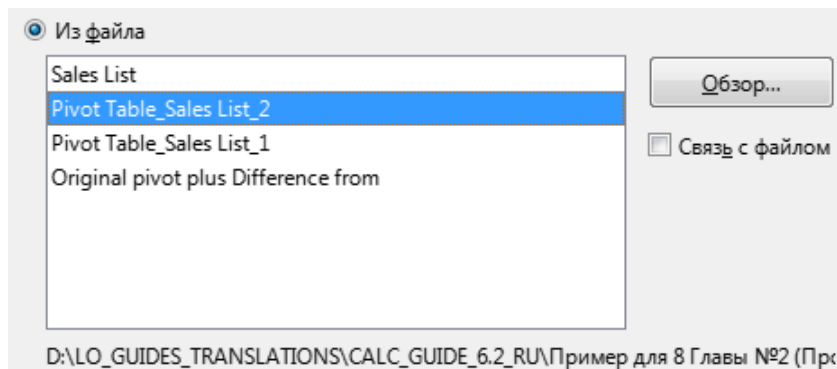 Из файла
Sales List
Pivot Table_Sales List_2
Pivot Table_Sales List_1
Original pivot plus Difference from
Обзор...
Связь с файлом
D:\LO_GUIDES_TRANSLATIONS\CALC_GUIDE_6.2_RU\Пример для 8 Главы №2 (Про